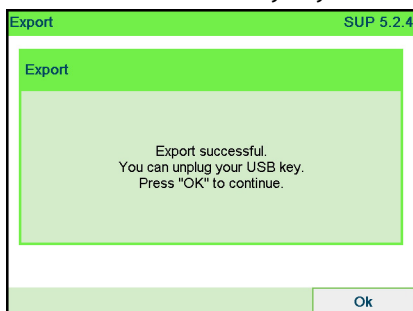 Export SUP 5.2.4
Export
Export successful.
You can unplug your USB key.
Press "OK" to continue.
Ok